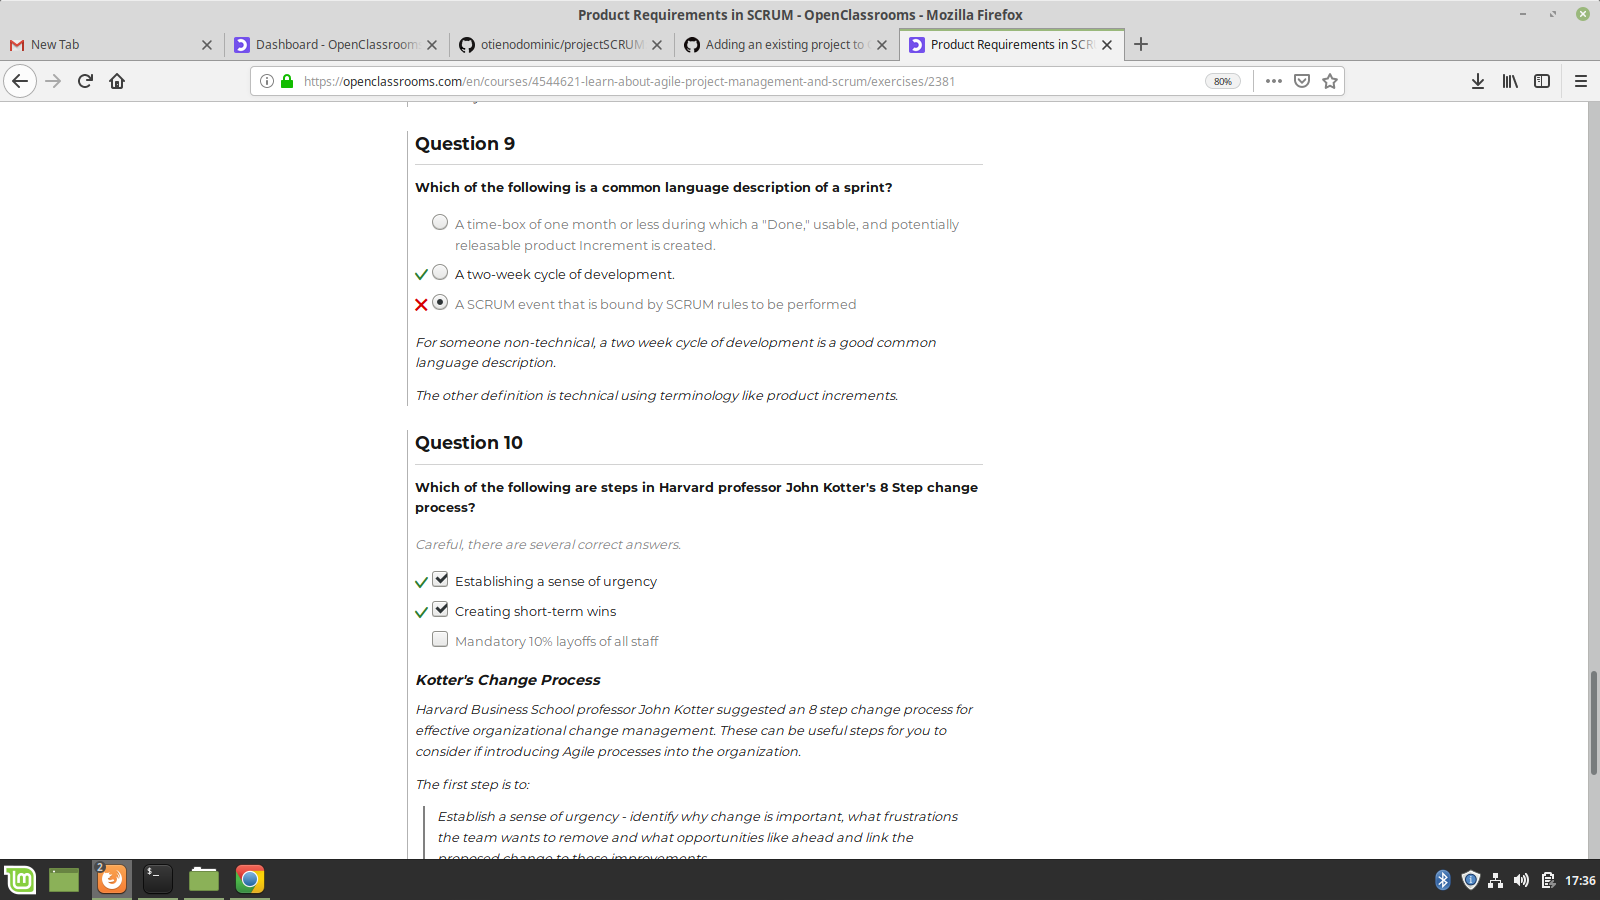 Product Requirements in SCRUM - OpenClassrooms - Mozilla Firefox
New Tab
Dashboard - OpenClassroom
otienodominic/projectSCRUM
Adding an existing project to
Product Requirements in SCR
https://openclassrooms.com/en/courses/4544621-learn-about-agile-project-management-and-scrum/exercises/2381
80%
Question 9
Which of the following is a common language description of a sprint?
A time-box of one month or less during which a "Done," usable, and potentially
releasable product Increment is created.
A two-week cycle of development.
A SCRUM event that is bound by SCRUM rules to be performed
For someone non-technical, a two week cycle of development is a good common
language description.
The other definition is technical using terminology like product increments.
Question 10
Which of the following are steps in Harvard professor John Kotter's 8 Step change
process?
Careful, there are several correct answers.
Establishing a sense of urgency
Creating short-term wins
Mandatory 10% layoffs of all staff
Kotter's Change Process
Harvard Business School professor John Kotter suggested an 8 step change process for
effective organizational change management. These can be useful steps for you to
consider if introducing Agile processes into the organization.
The first step is to:
Establish a sense of urgency - identify why change is important, what frustrations
the team wants to remove and what opportunities like ahead and link the
proposed change to these improvements
2
17:36